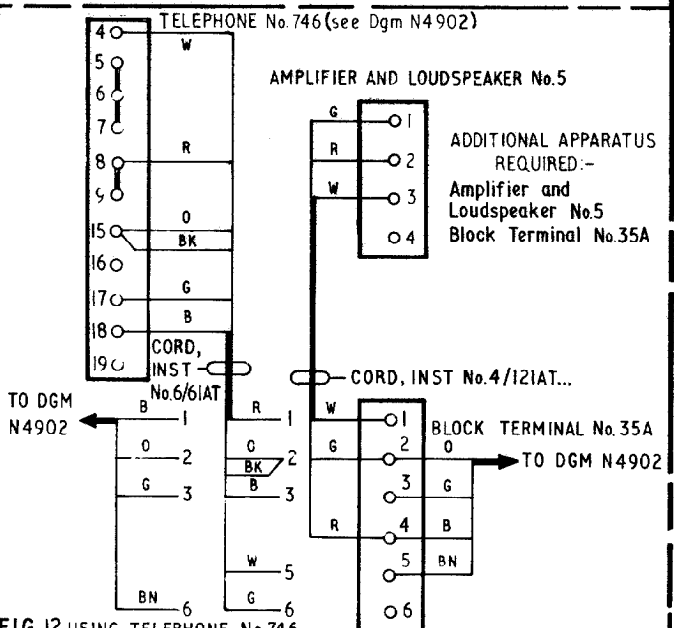 TELEPHONE No.746 (see Dgm N4902)
4
W
5
6
7
8
R
9
15
O
BK
16
17
G
18
B
19
CORD,
INST
No.6/61AT
AMPLIFIER AND LOUDSPEAKER No.5
G
1
R
2
W
3
4
ADDITIONAL APPARATUS
REQUIRED:-
Amplifier and
Loudspeaker No.5
Block Terminal No.35A
CORD, INST No.4/121AT...
TO DGM
N4902
B
1
O
2
G
3
BN
6
R
1
O
2
BK
B
3
W
5
G
6
W
1
BLOCK TERMINAL No.35A
G
2
O
TO DGM N4902
3
G
R
4
B
5
BN
6
FIG.12 USING TELEPHONE No.746